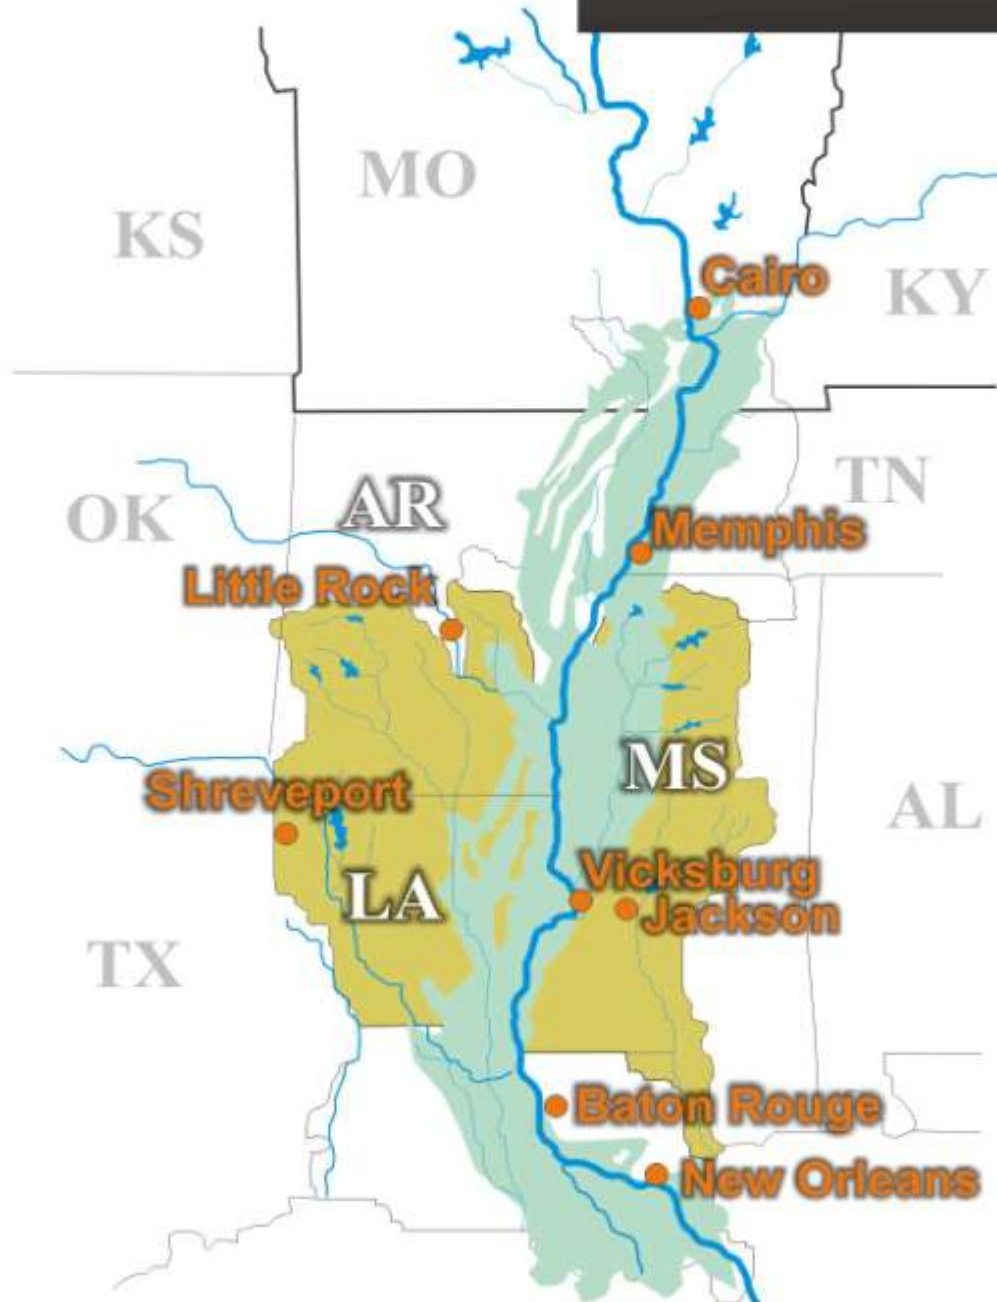 MO
KS
Cairo
KY
TN
AR
OK
Memphis
Little Rock
MS
Shreveport
AL
Vicksburg
LA
Jackson
TX
Baton Rouge
New Orleans